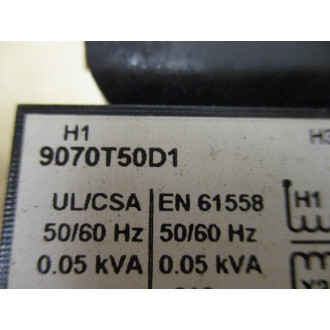 H1
9070T50D1
UL/CSA EN 61558
50/60 Hz 50/60 Hz
0.05 kVA 0.05 kVA
H1